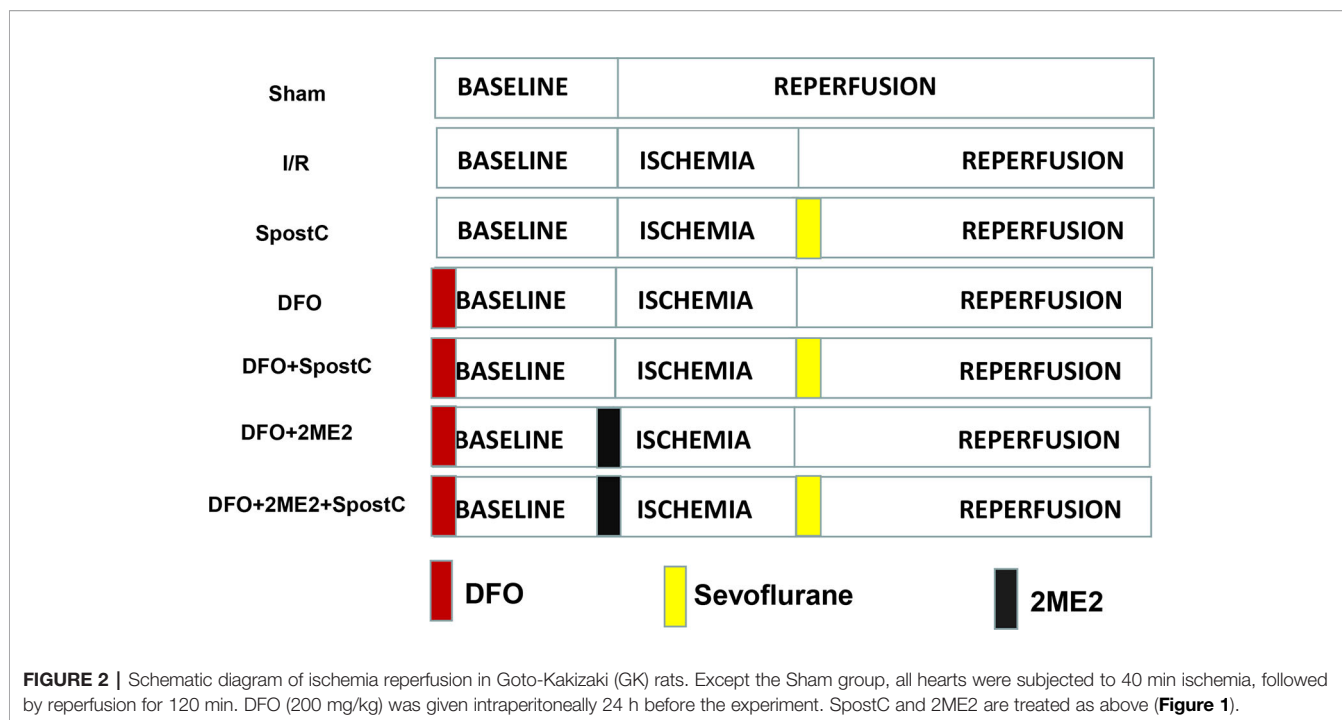 Sham BASELINE REPERFUSION
I/R BASELINE ISCHEMIA REPERFUSION
SpostC BASELINE ISCHEMIA REPERFUSION
DFO BASELINE ISCHEMIA REPERFUSION
DFO+SpostC BASELINE ISCHEMIA REPERFUSION
DFO+2ME2 BASELINE ISCHEMIA REPERFUSION
DFO+2ME2+SpostC BASELINE ISCHEMIA REPERFUSION
DFO Sevoflurane 2ME2
FIGURE 2 | Schematic diagram of ischemia reperfusion in Goto-Kakizaki (GK) rats. Except the Sham group, all hearts were subjected to 40 min ischemia, followed
by reperfusion for 120 min. DFO (200 mg/kg) was given intraperitoneally 24 h before the experiment. SpostC and 2ME2 are treated as above (Figure 1).